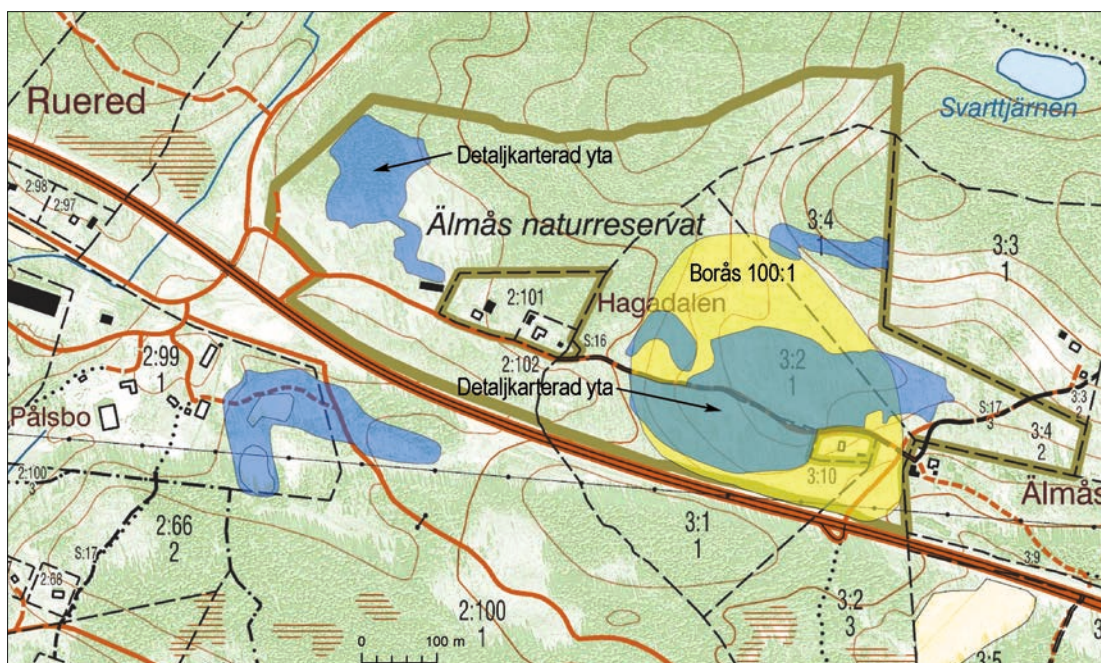 Svarttjärnen
Ruered
Detaljkarterad yta
2:98
2:97
Älmås naturreservat
3:4
1
3:3
1
Borås 100:1
2:101
Hagadalen
S:16
2:102
3:2
1
2:99
1
Detaljkarterad yta
Pålsbo
S:17
3
3:3
2
3:4
2
3:10
Älmås
2:100
3
2:66
2
3:1
1
S:17
2:68
3:9
2:100
1
3:2
3
0 100 m
3:5